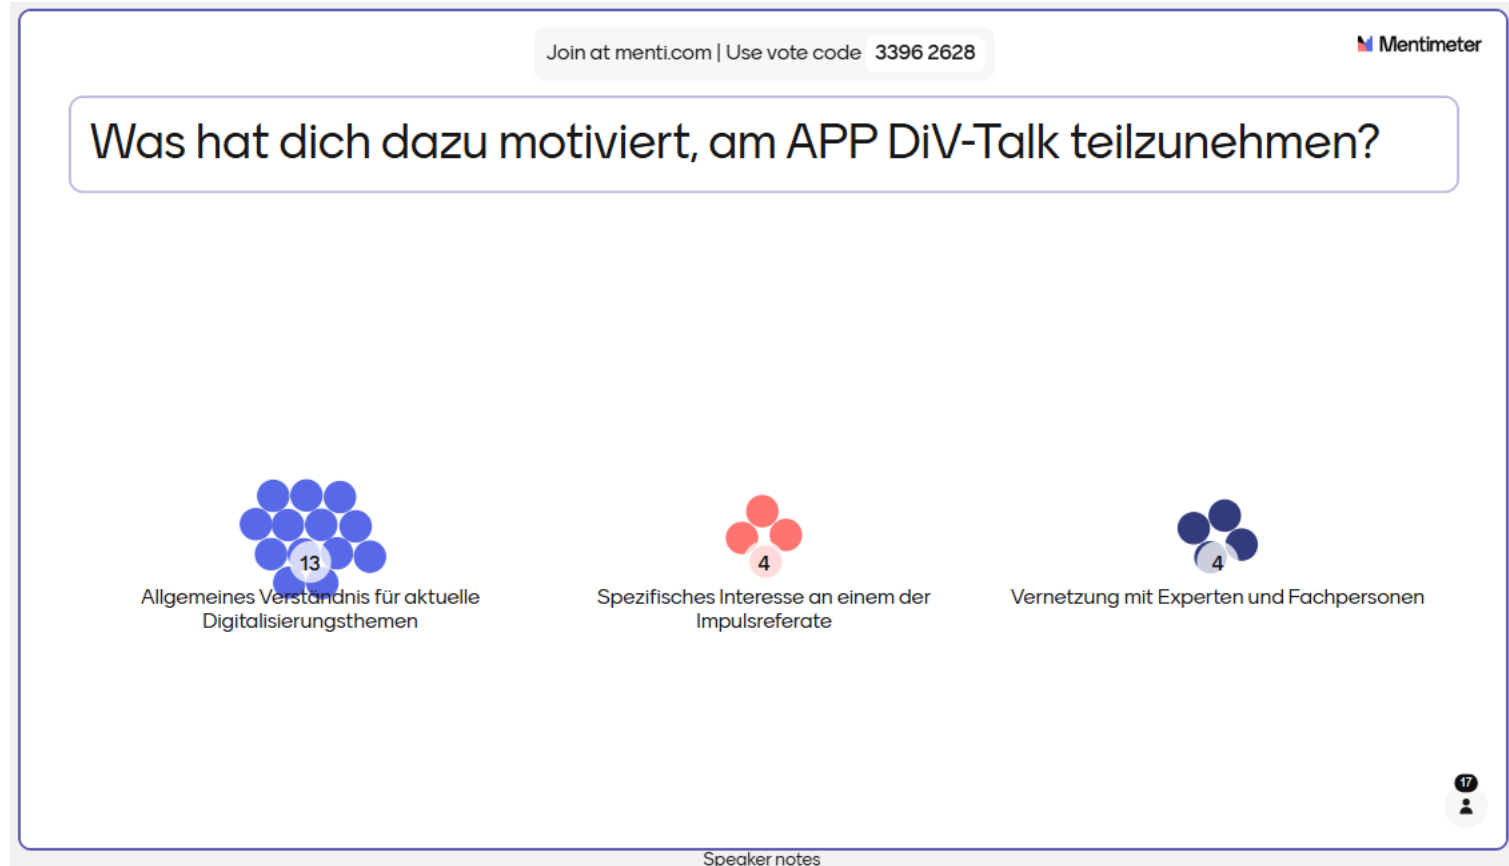 Join at menti.com | Use vote code 3396 2628
Mentimeter
Was hat dich dazu motiviert, am APP DiV-Talk teilzunehmen?
13
Allgemeines Verständnis für aktuelle
Digitalisierungsthemen
4
Spezifisches Interesse an einem der
Impulsreferate
4
Vernetzung mit Experten und Fachpersonen
17
Speaker notes